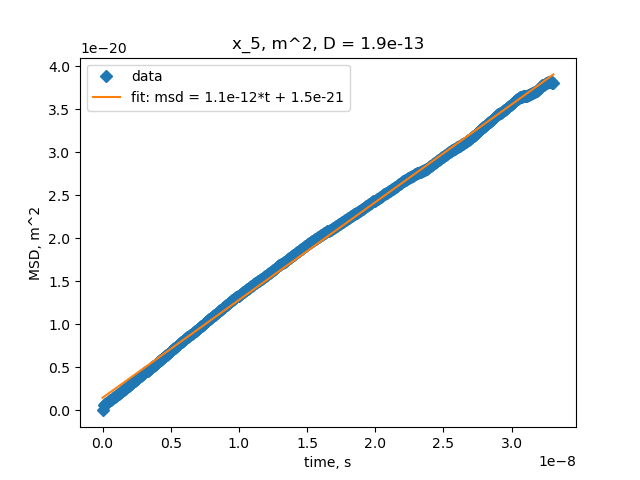 x_5, m^2, D = 1.9e-13
1e−20
data
fit: msd = 1.1e-12*t + 1.5e-21
4.0
3.5
3.0
2.5
2.0
1.5
1.0
0.5
0.0
MSD, m^2
0.0 0.5 1.0 1.5 2.0 2.5 3.0
time, s
1e−8